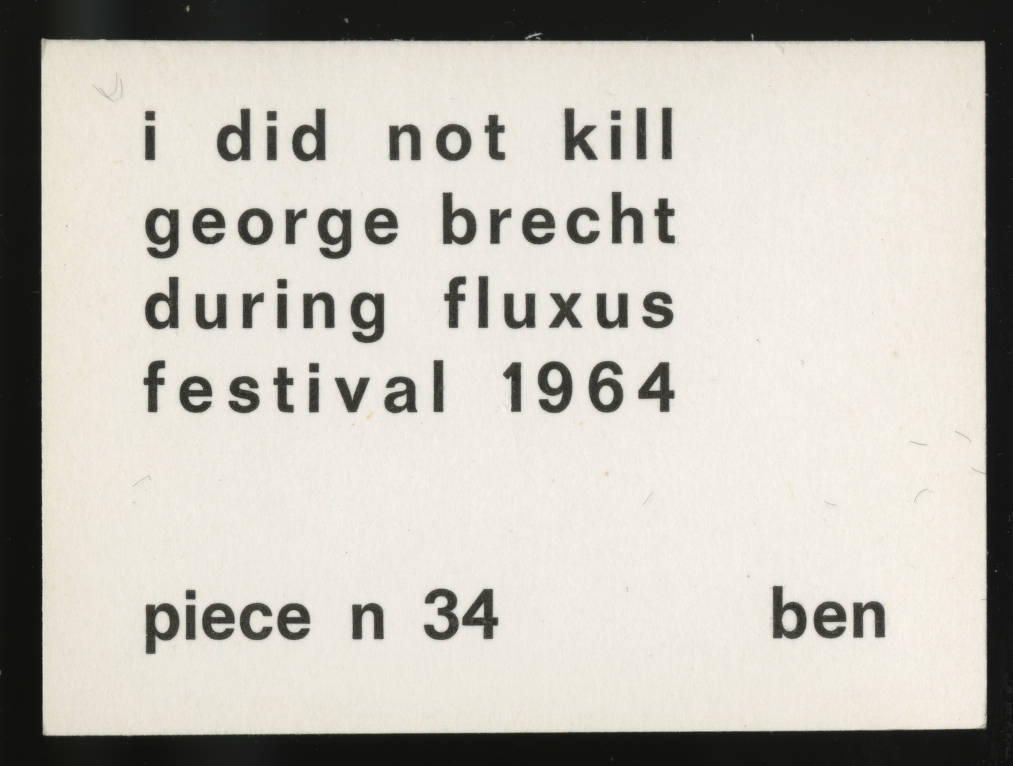 i did not kill
george brecht
during fluxus
festival 1964
piece n 34 ben